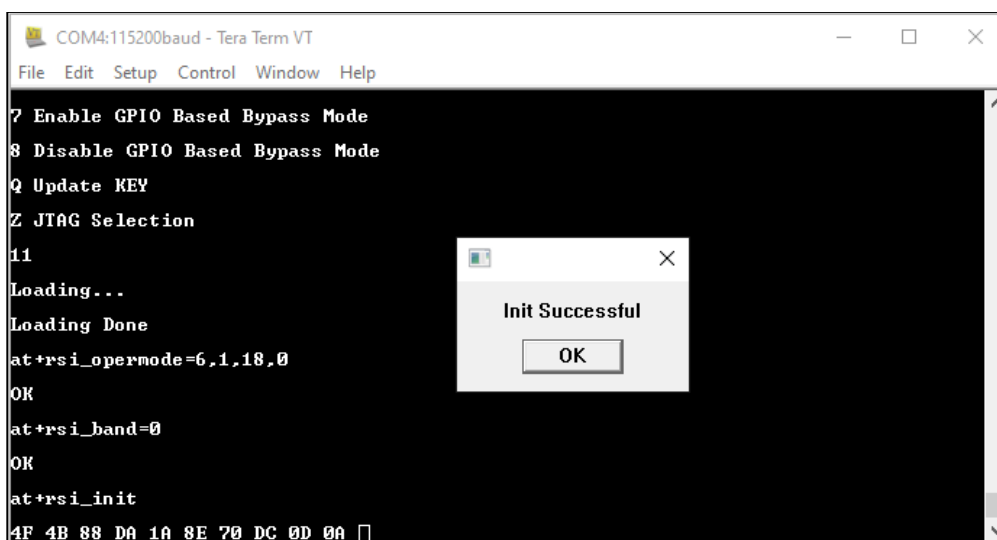 COM4:115200baud - Tera Term VT
File Edit Setup Control Window Help
7 Enable GPIO Based Bypass Mode
8 Disable GPIO Based Bypass Mode
Q Update KEY
Z JTAG Selection
11
Loading...
Loading Done
at+rsi_opermode=6,1,18,0
OK
at+rsi_band=0
OK
at+rsi_init
4F 4B 88 DA 1A 8E 70 DC 0D 0A
Init Successful
OK